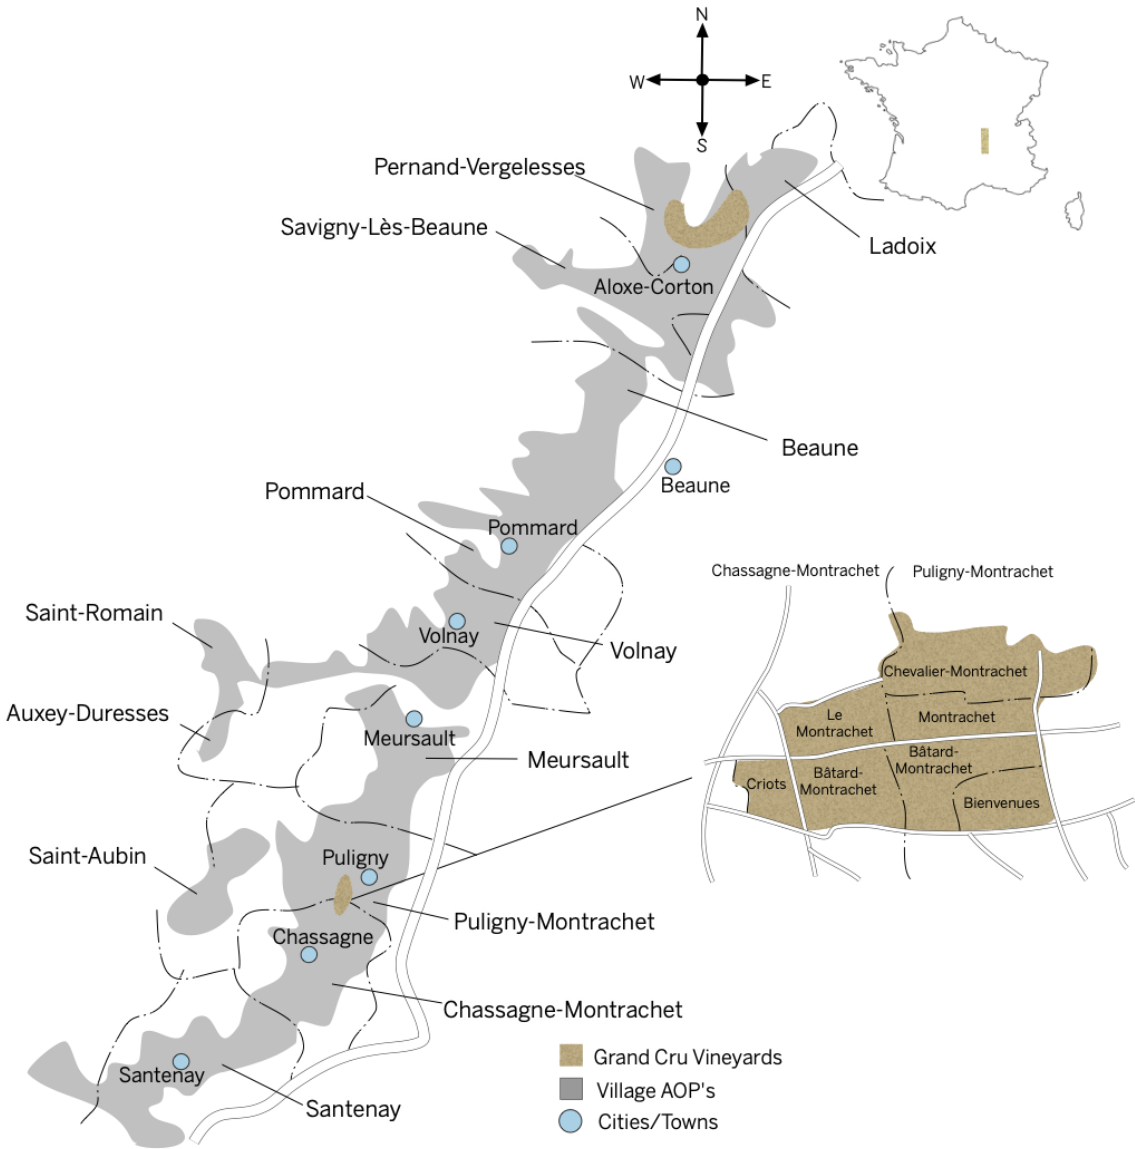 N
W
E
S
Pernand-Vergelesses
Savigny-Lès-Beaune
Ladoix
Aloxe-Corton
Beaune
Beaune
Pommard
Pommard
Saint-Romain
Volnay
Volnay
Auxey-Duresses
Meursault
Meursault
Saint-Aubin
Puligny
Puligny-Montrachet
Chassagne
Chassagne-Montrachet
Santenay
Santenay
Chassagne-Montrachet
Puligny-Montrachet
Chevalier-Montrachet
Le
Montrachet
Montrachet
Bâtard-
Montrachet
Criots
Bâtard-
Montrachet
Bienvenues
Grand Cru Vineyards
Village AOP's
Cities/Towns